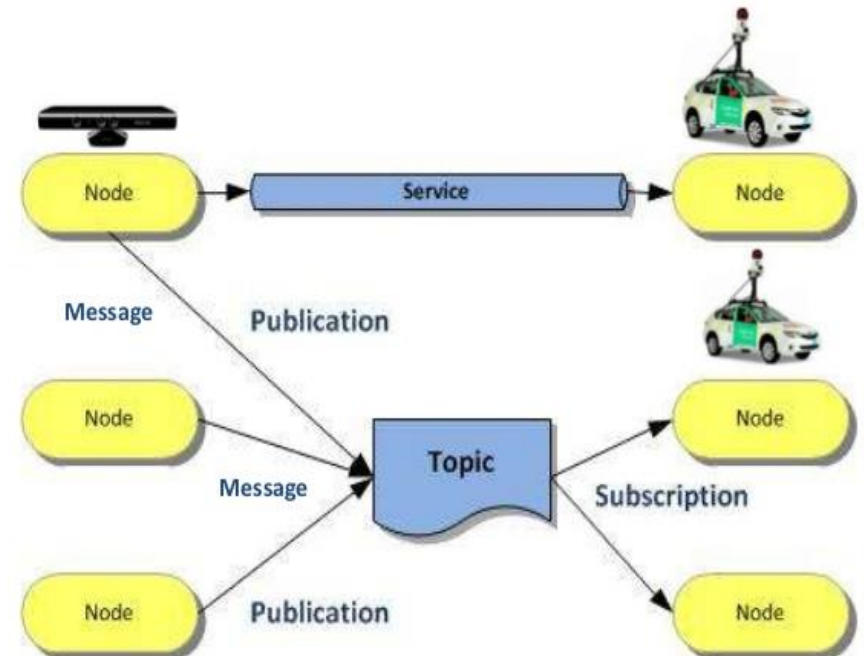 Node
Service
Node
Message
Publication
Node
Topic
Node
Message
Subscription
Node
Publication
Node